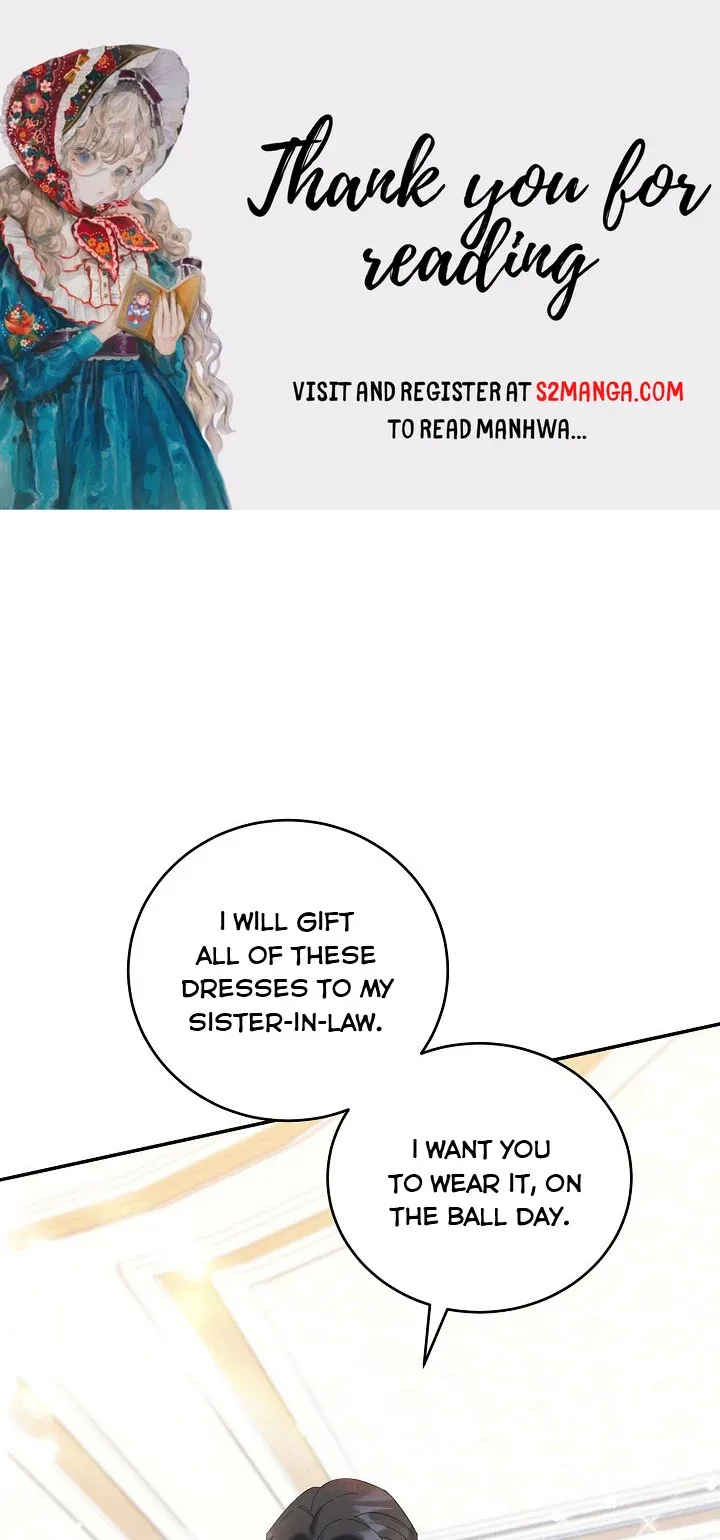 Thank you for
reading
VISIT AND REGISTER AT S2MANGA.COM
TO READ MANHWA...
I WILL GIFT
ALL OF THESE
DRESSES TO MY
SISTER-IN-LAW.
I WANT YOU
TO WEAR IT, ON
THE BALL DAY.